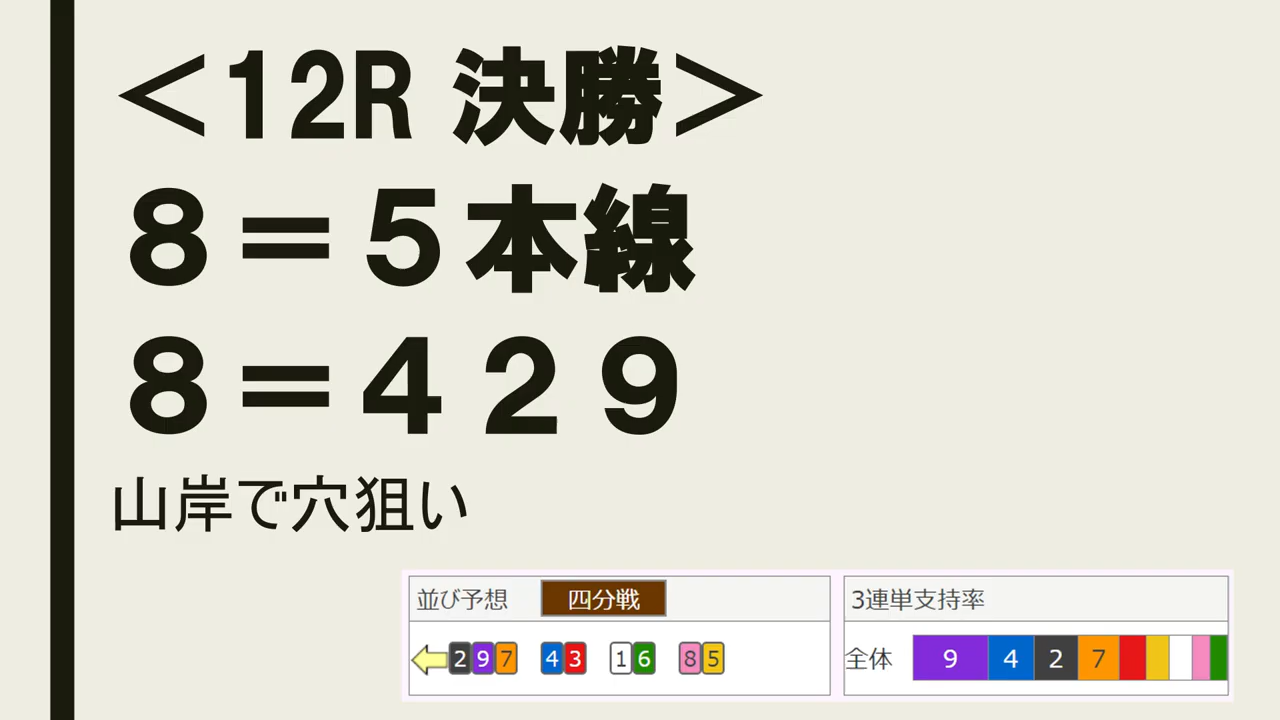 ＜12R 決勝＞
８＝５本線
８＝４２９
山岸で穴狙い
並び予想 四分戦
2 9 7 4 3 1 6 8 5
3連単支持率
全体 9 4 2 7